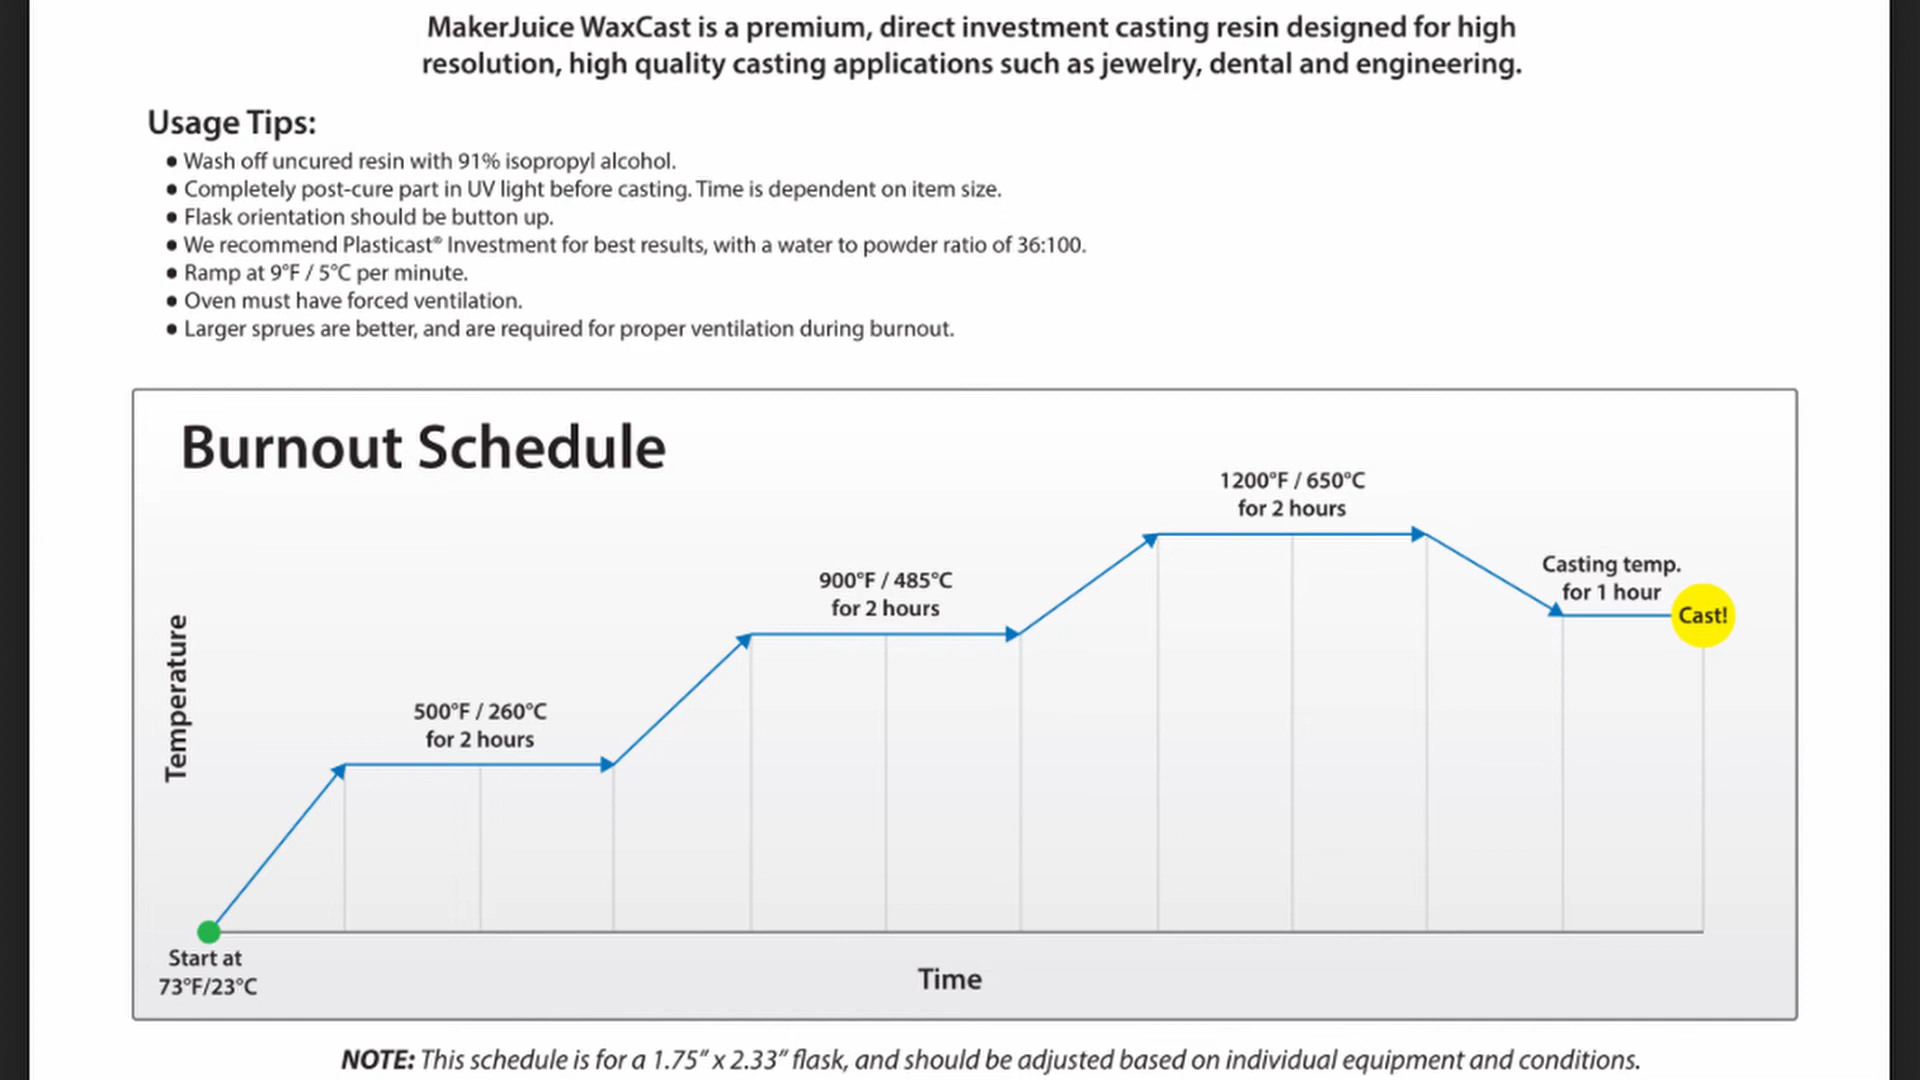 MakerJuice WaxCast is a premium, direct investment casting resin designed for high
resolution, high quality casting applications such as jewelry, dental and engineering.
Usage Tips:
● Wash off uncured resin with 91% isopropyl alcohol.
● Completely post-cure part in UV light before casting. Time is dependent on item size.
● Flask orientation should be button up.
● We recommend Plasticast® Investment for best results, with a water to powder ratio of 36:100.
● Ramp at 9°F / 5°C per minute.
● Oven must have forced ventilation.
● Larger sprues are better, and are required for proper ventilation during burnout.
Burnout Schedule
1200°F / 650°C
for 2 hours
Casting temp.
for 1 hour
Cast!
900°F / 485°C
for 2 hours
500°F / 260°C
for 2 hours
Temperature
Start at
73°F/23°C
Time
NOTE: This schedule is for a 1.75” x 2.33” flask, and should be adjusted based on individual equipment and conditions.